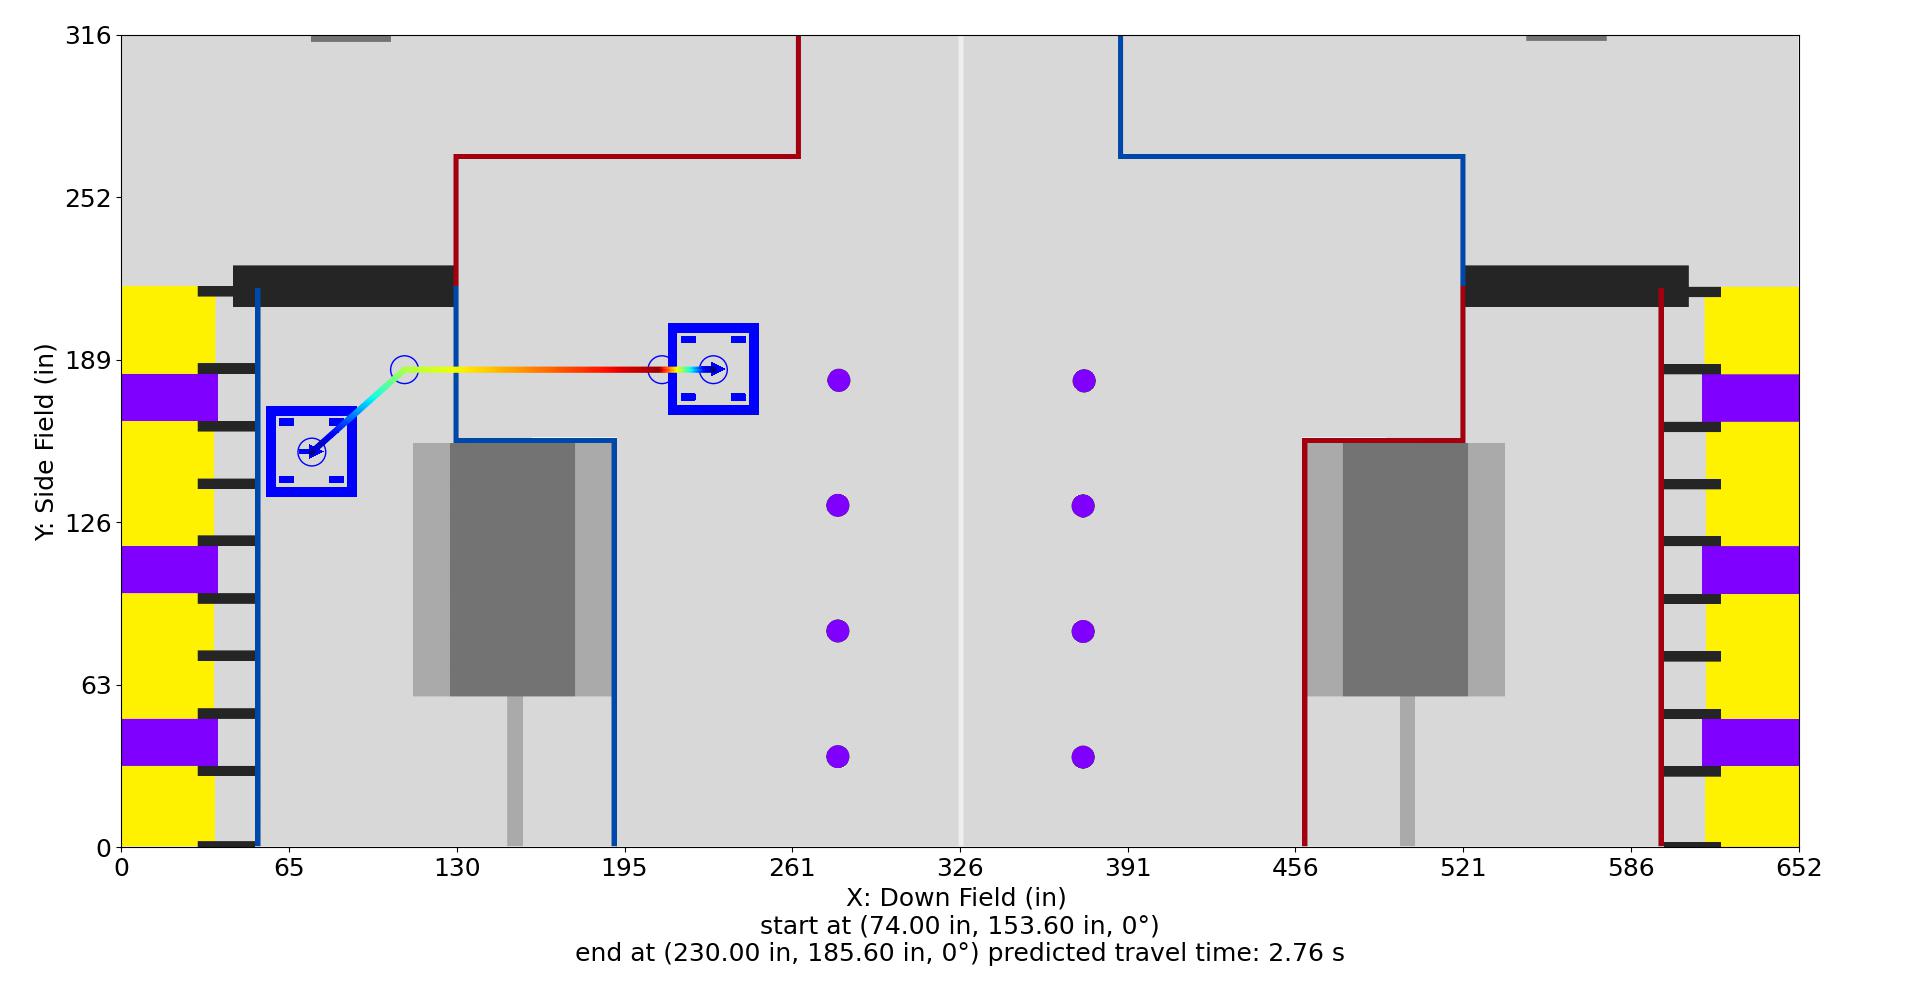 316
252
189
126
63
0
Y: Side Field (in)
0 65 130 195 261 326 391 456 521 586 652
X: Down Field (in)
start at (74.00 in, 153.60 in, 0°)
end at (230.00 in, 185.60 in, 0°) predicted travel time: 2.76 s